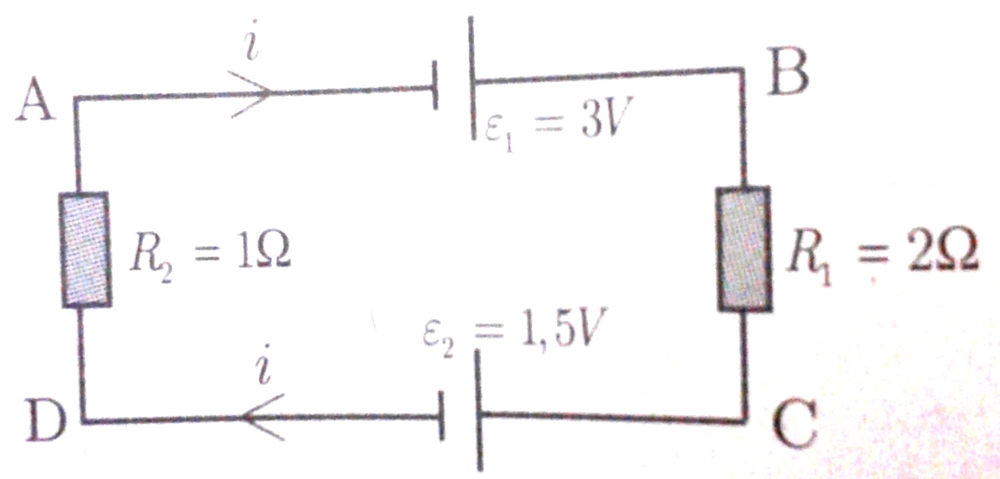 i
A
B
ε₁ = 3V
R₂ = 1Ω
R₁ = 2Ω
ε₂ = 1,5V
i
D
C